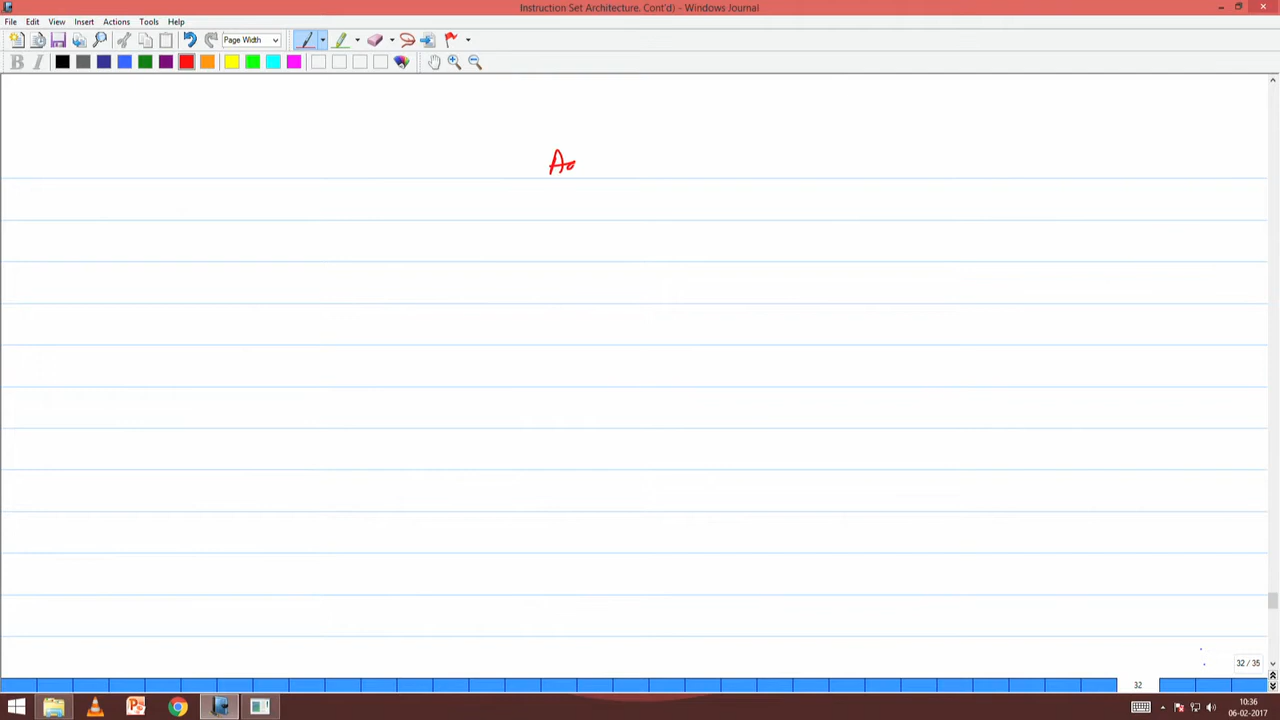 Instruction Set Architecture. Cont'd) - Windows Journal
File Edit View Insert Actions Tools Help
Page Width
B I
Ad
32 / 35
32
10:36
06-02-2017